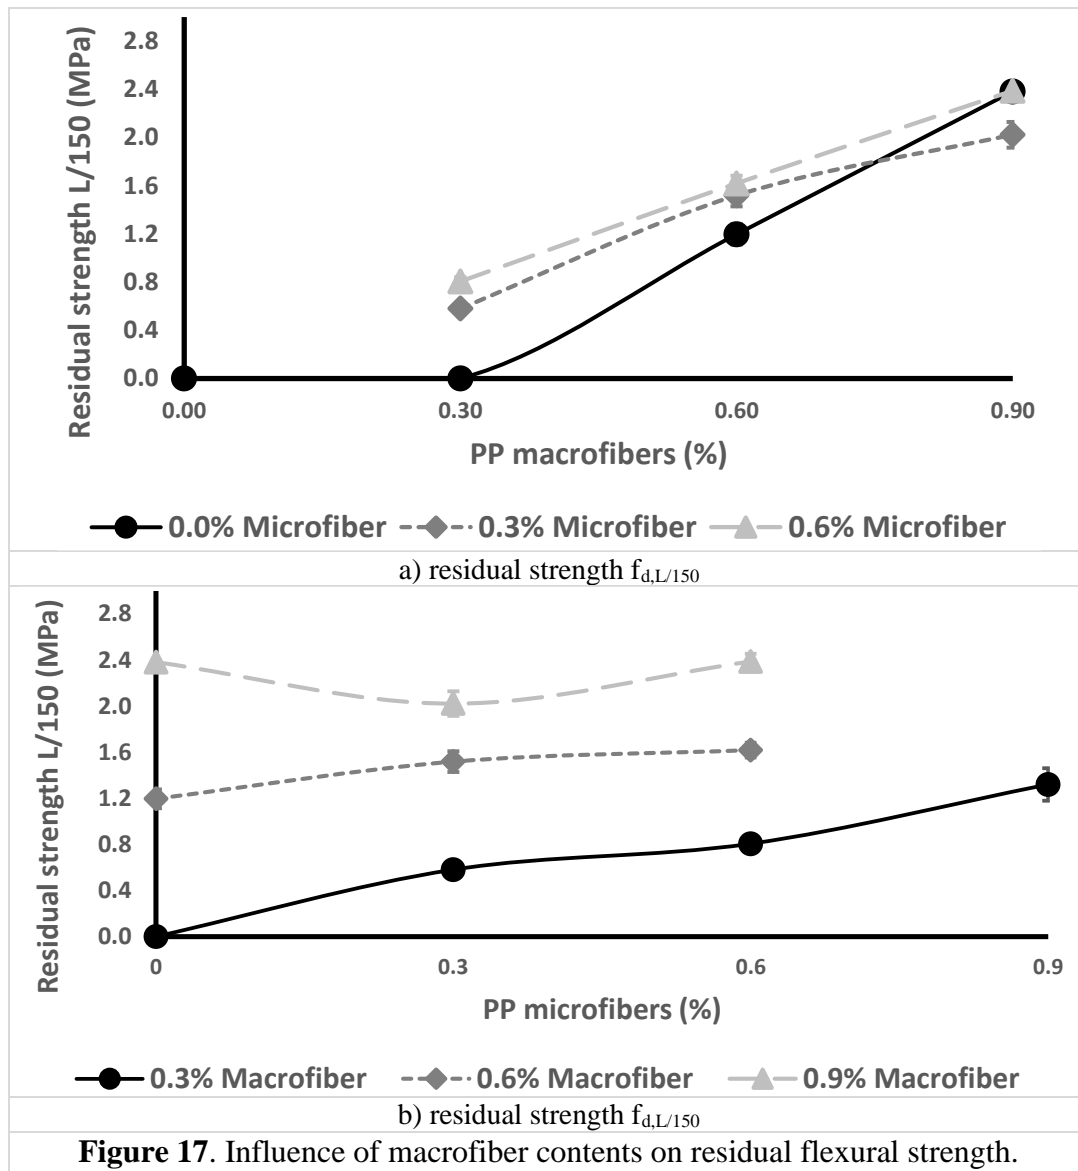 Residual strength L/150 (MPa)
2.8
2.4
2.0
1.6
1.2
0.8
0.4
0.0
0.00 0.30 0.60 0.90
PP macrofibers (%)
0.0% Microfiber 0.3% Microfiber 0.6% Microfiber
a) residual strength fd,L/150
Residual strength L/150 (MPa)
2.8
2.4
2.0
1.6
1.2
0.8
0.4
0.0
0 0.3 0.6 0.9
PP microfibers (%)
0.3% Macrofiber 0.6% Macrofiber 0.9% Macrofiber
b) residual strength fd,L/150
Figure 17. Influence of macrofiber contents on residual flexural strength.